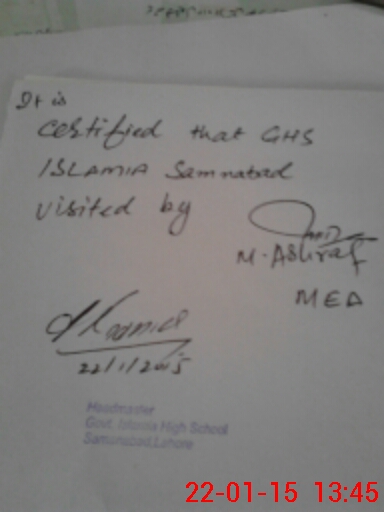 It is
certified that GHS
ISLAMIA Samnabad
visited by
M. Ashraf
MEA
22/1/2015
Headmaster
Govt. Islamia High School
Samanabad, Lahore
22-01-15 13:45